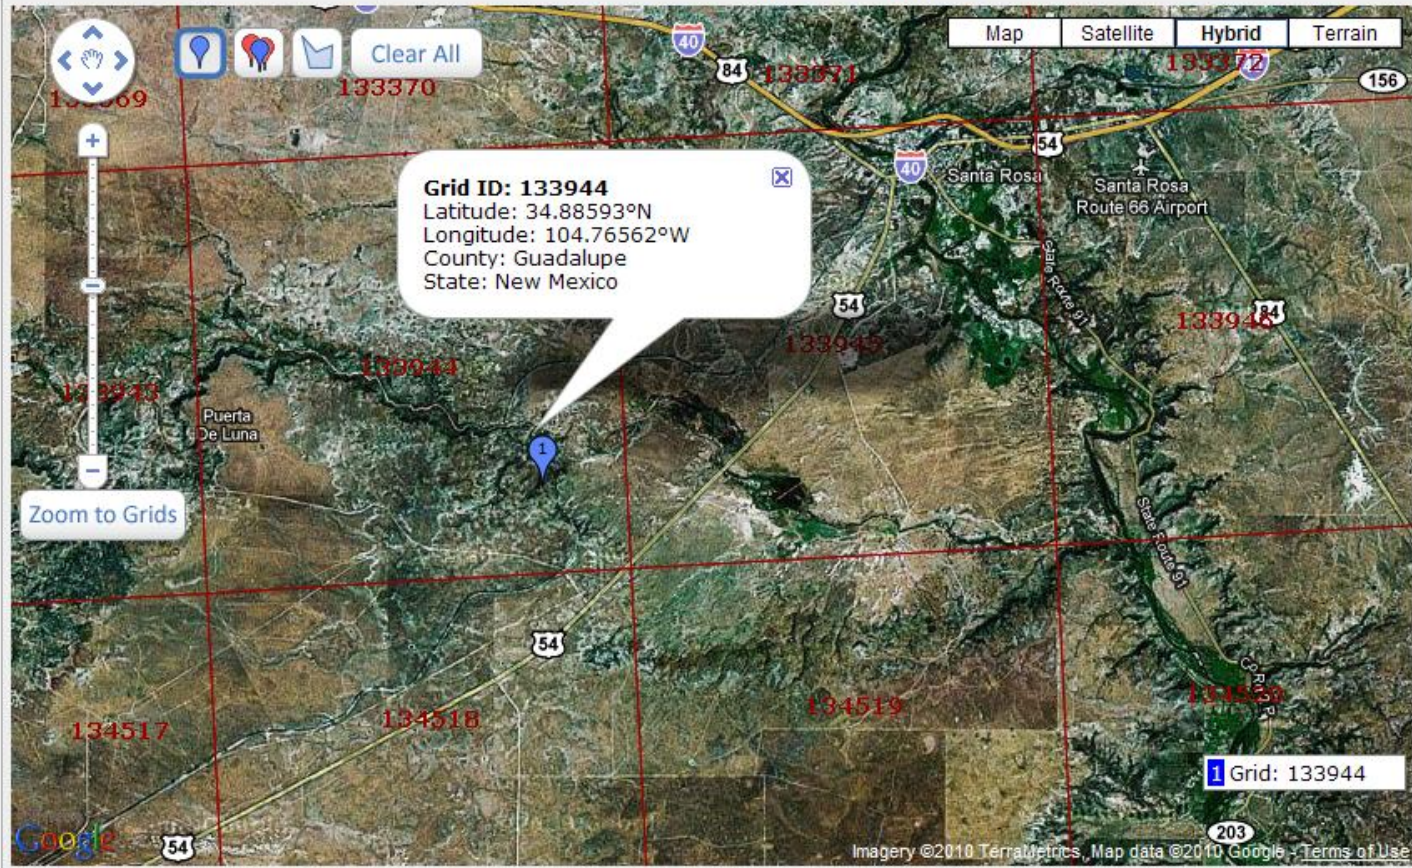 40
84
133371
Map
Satellite
Hybrid
Terrain
133372
156
Clear All
133370
54
40
Santa Rosa
Santa Rosa
Route 66 Airport
Grid ID: 133944
Latitude: 34.88593°N
Longitude: 104.76562°W
County: Guadalupe
State: New Mexico
State Route 91
54
133945
133946
84
133944
133943
Puerta
De Luna
1
Zoom to Grids
State Route 91
54
134517
134518
134519
1 Grid: 133944
Google
54
203
Imagery ©2010 TerraMetrics, Map data ©2010 Google - Terms of Use